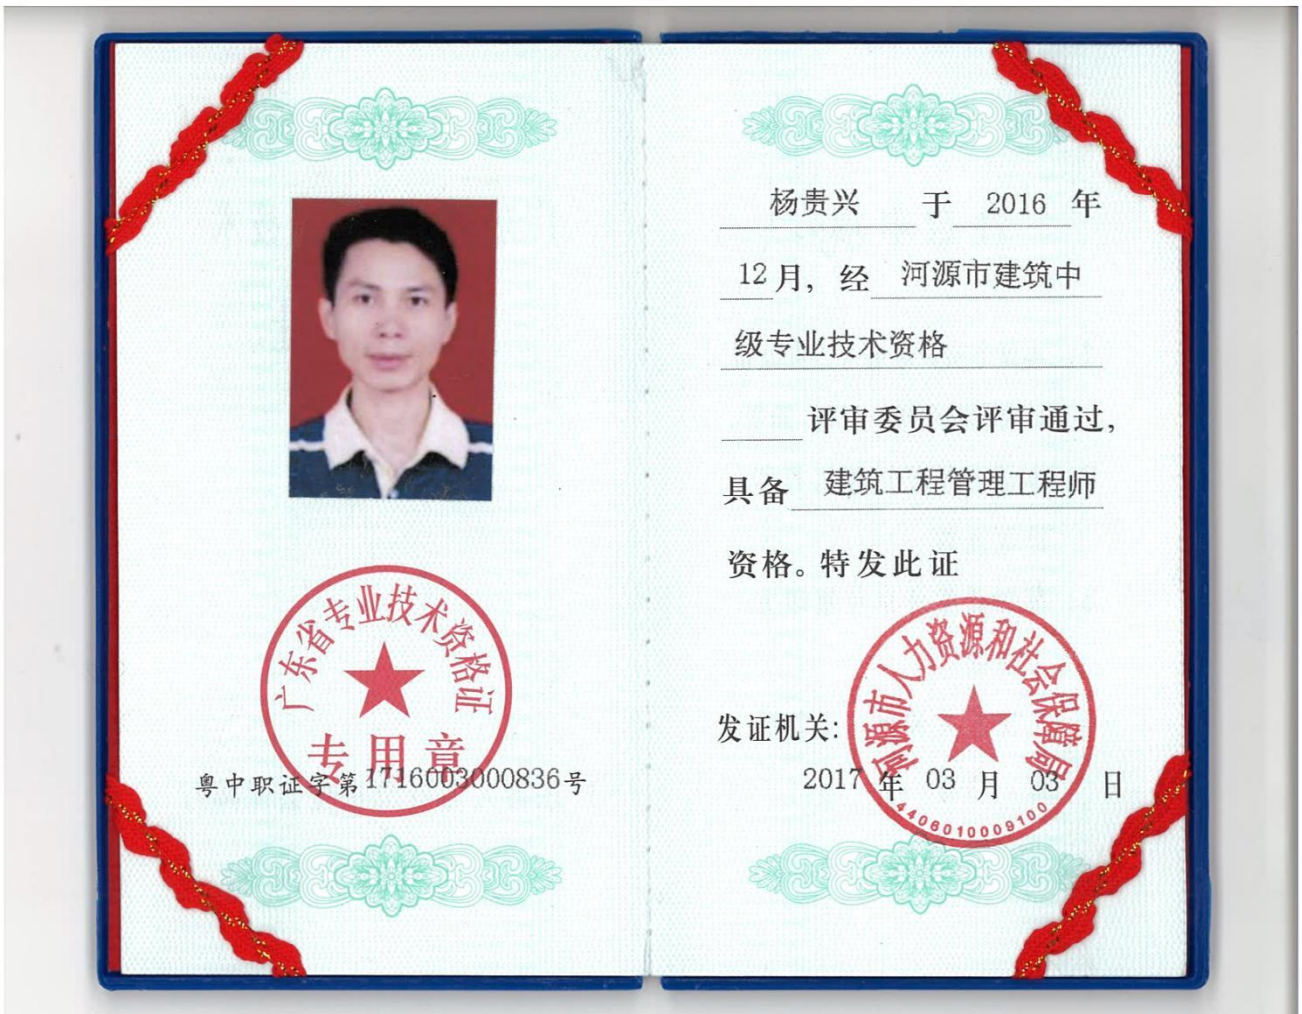 广东省专业技术资格证
专用章
粤中职证字第1716003000836号
杨贵兴 于 2016 年
12月，经 河源市建筑中
级专业技术资格
评审委员会评审通过，
具备 建筑工程管理工程师
资格。特发此证
河源市人力资源和社会保障局
发证机关：
2017 年 03 月 03 日
4406010009100